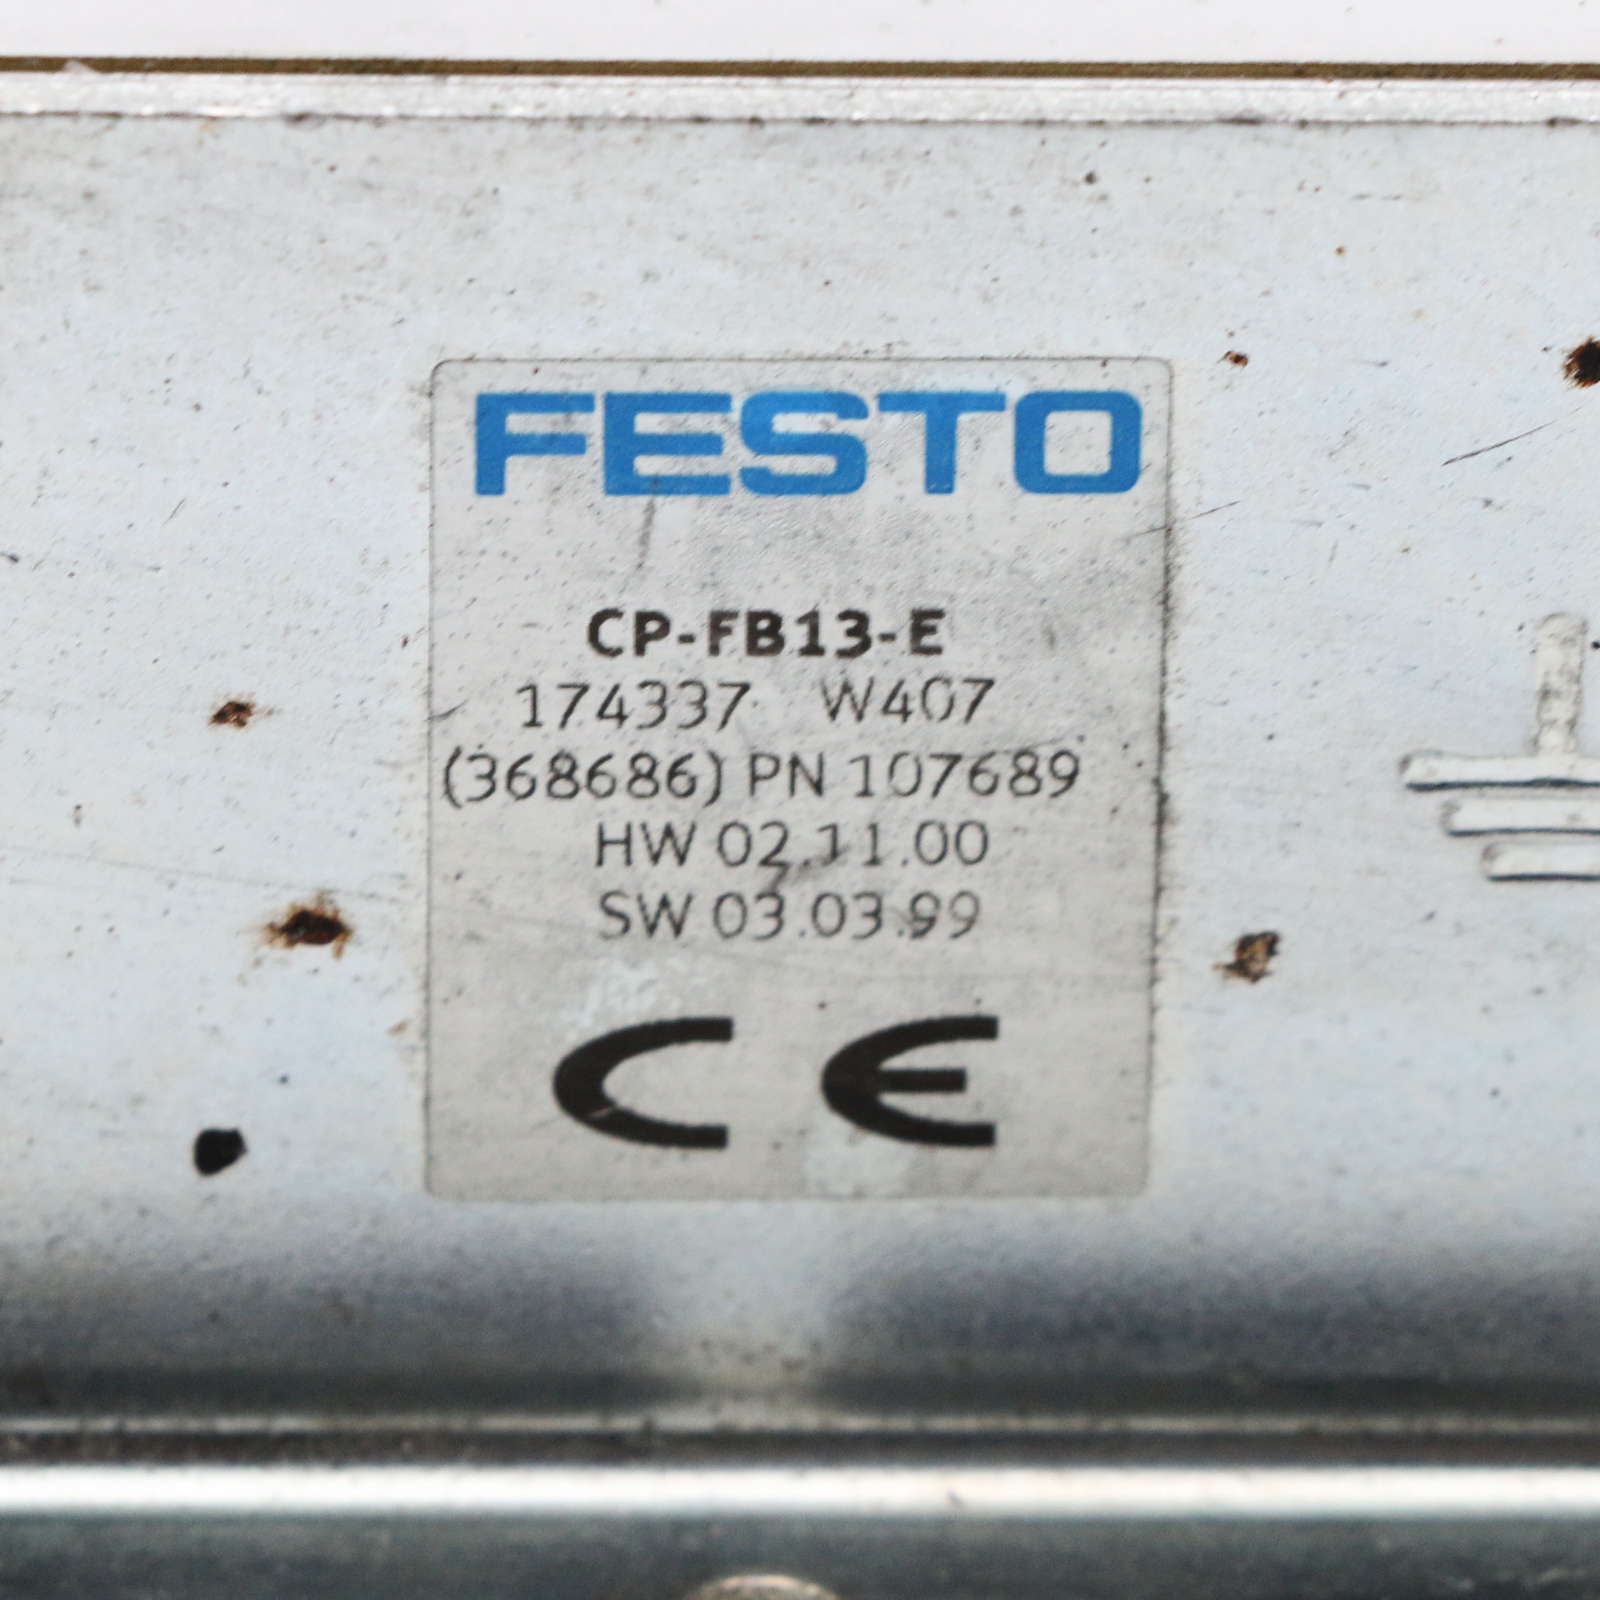 FESTO
CP-FB13-E
174337 W407
(368686) PN 107689
HW 02.11.00
SW 03.03.99
CE